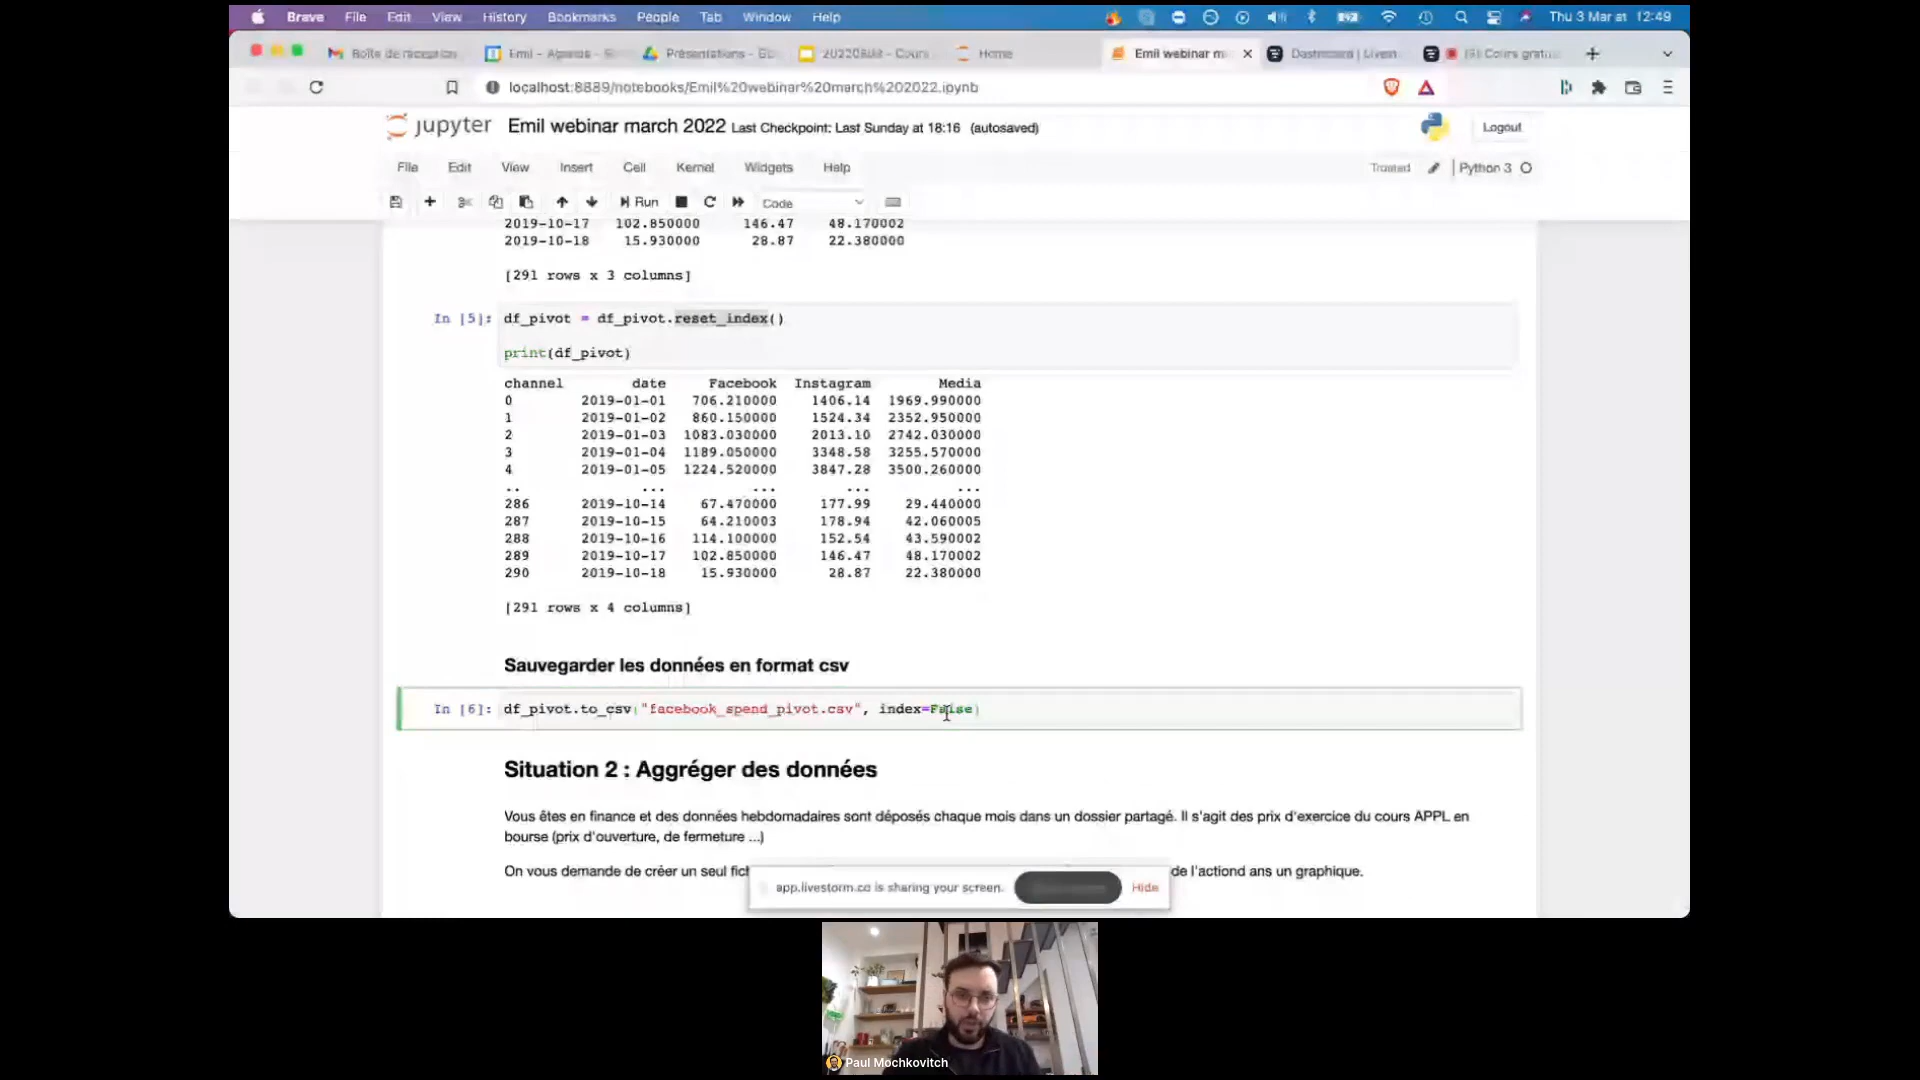 Brave File Edit View History Bookmarks People Tab Window Help Thu 3 Mar at 12:49
Boîte de réception Emil - Agenda - Présentations - 20220303 - Cours Home Emil webinar m Dashboard | Livestorm Cours gratu
localhost:8889/notebooks/Emil%20webinar%20march%202022.ipynb
jupyter Emil webinar march 2022 Last Checkpoint: Last Sunday at 18:16 (autosaved) Logout
File Edit View Insert Cell Kernel Widgets Help Trusted Python 3
Run Code
2019-10-17 102.850000 146.47 48.170002
2019-10-18 15.930000 28.87 22.380000
[291 rows x 3 columns]
In [5]: df_pivot = df_pivot.reset_index()
print(df_pivot)
channel date Facebook Instagram Media
0 2019-01-01 706.210000 1406.14 1969.990000
1 2019-01-02 860.150000 1524.34 2352.950000
2 2019-01-03 1083.030000 2013.10 2742.030000
3 2019-01-04 1189.050000 3348.58 3255.570000
4 2019-01-05 1224.520000 3847.28 3500.260000
.. ... ... ... ...
286 2019-10-14 67.470000 177.99 29.440000
287 2019-10-15 64.210003 178.94 42.060005
288 2019-10-16 114.100000 152.54 43.590002
289 2019-10-17 102.850000 146.47 48.170002
290 2019-10-18 15.930000 28.87 22.380000
[291 rows x 4 columns]
Sauvegarder les données en format csv
In [6]: df_pivot.to_csv("facebook_spend_pivot.csv", index=False)
Situation 2 : Aggréger des données
Vous êtes en finance et des données hebdomadaires sont déposés chaque mois dans un dossier partagé. Il s'agit des prix d'exercice du cours APPL en
bourse (prix d'ouverture, de fermeture ...)
On vous demande de créer un seul fich de l'actiond ans un graphique.
app.livestorm.co is sharing your screen. Hide
Paul Mochkovitch